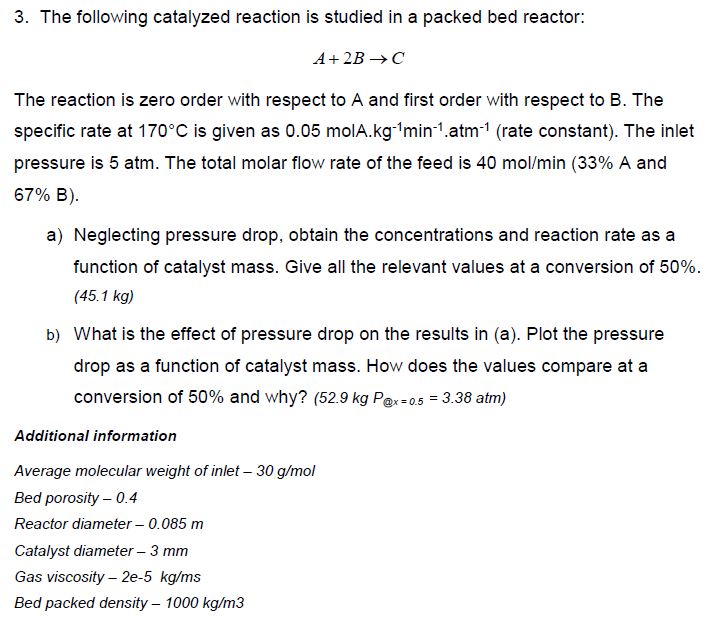 3. The following catalyzed reaction is studied in a packed bed reactor:
A + 2B → C
The reaction is zero order with respect to A and first order with respect to B. The
specific rate at 170°C is given as 0.05 molA.kg⁻¹min⁻¹.atm⁻¹ (rate constant). The inlet
pressure is 5 atm. The total molar flow rate of the feed is 40 mol/min (33% A and
67% B).
a) Neglecting pressure drop, obtain the concentrations and reaction rate as a
function of catalyst mass. Give all the relevant values at a conversion of 50%.
(45.1 kg)
b) What is the effect of pressure drop on the results in (a). Plot the pressure
drop as a function of catalyst mass. How does the values compare at a
conversion of 50% and why? (52.9 kg P@x = 0.5 = 3.38 atm)
Additional information
Average molecular weight of inlet – 30 g/mol
Bed porosity – 0.4
Reactor diameter – 0.085 m
Catalyst diameter – 3 mm
Gas viscosity – 2e-5 kg/ms
Bed packed density – 1000 kg/m3